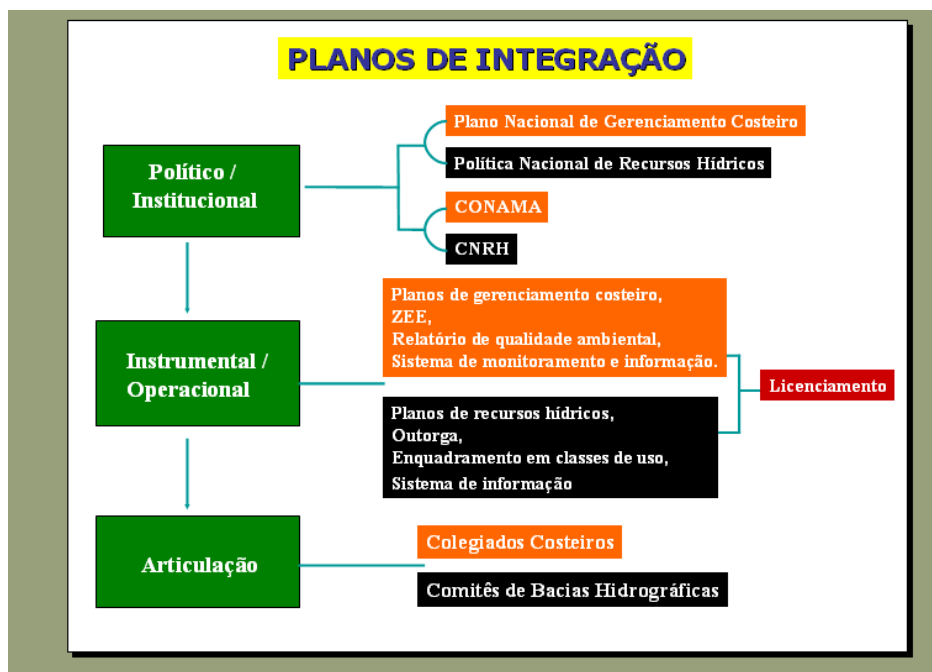 PLANOS DE INTEGRAÇÃO
Político /
Institucional
Plano Nacional de Gerenciamento Costeiro
Política Nacional de Recursos Hídricos
CONAMA
CNRH
Instrumental /
Operacional
Planos de gerenciamento costeiro,
ZEE,
Relatório de qualidade ambiental,
Sistema de monitoramento e informação.
Planos de recursos hídricos,
Outorga,
Enquadramento em classes de uso,
Sistema de informação
Licenciamento
Articulação
Colegiados Costeiros
Comitês de Bacias Hidrográficas